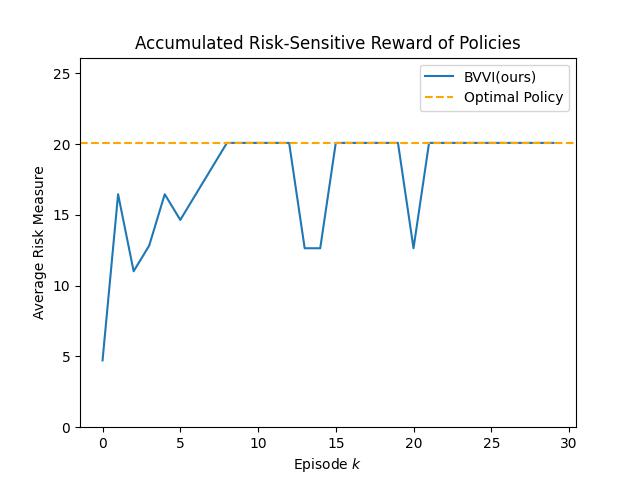 Accumulated Risk-Sensitive Reward of Policies
BVVI(ours)
Optimal Policy
Average Risk Measure
25
20
15
10
5
0
0 5 10 15 20 25 30
Episode k